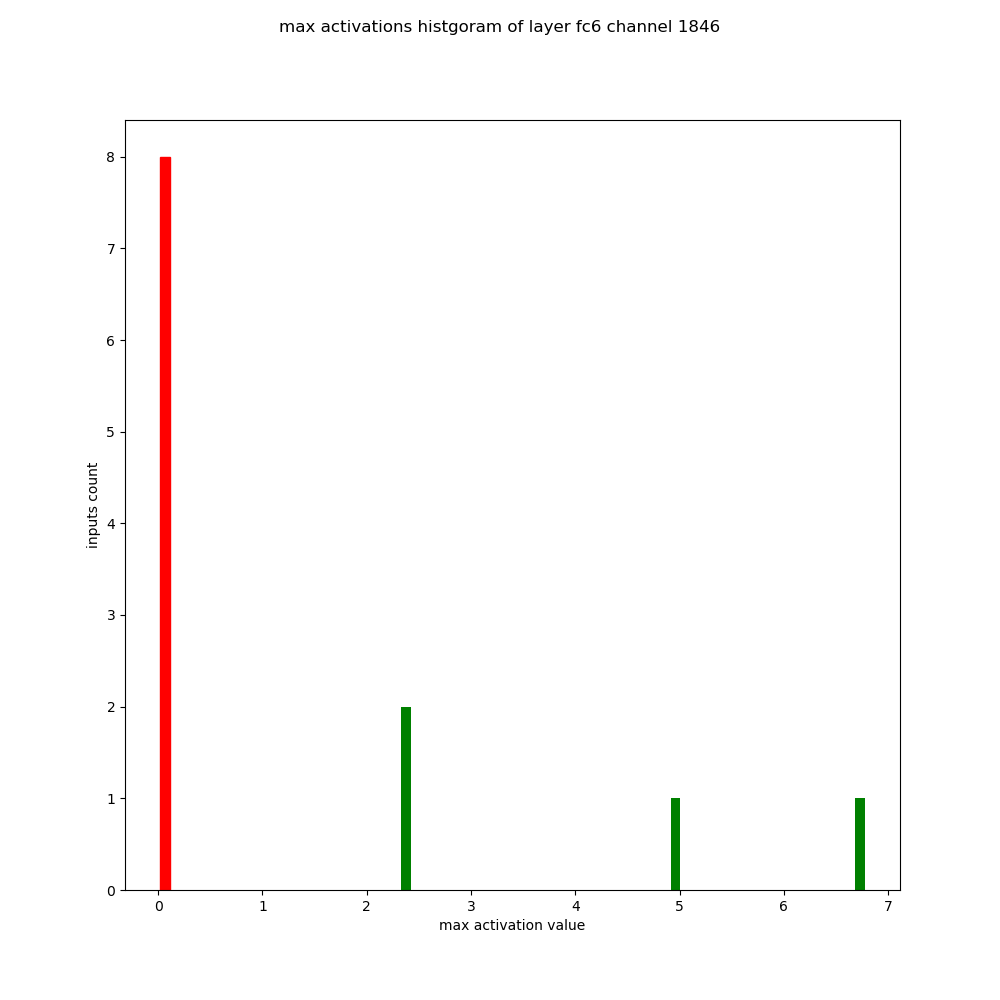 max activations histgoram of layer fc6 channel 1846
8
7
6
5
4
3
2
1
0
inputs count
0 1 2 3 4 5 6 7
max activation value